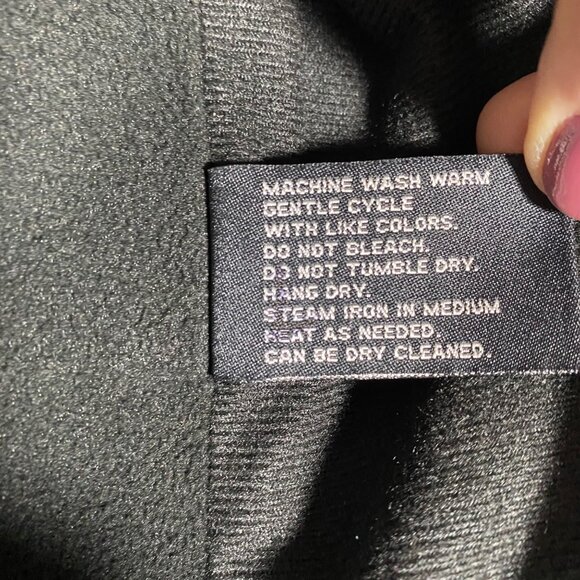 MACHINE WASH WARM
GENTLE CYCLE
WITH LIKE COLORS.
DO NOT BLEACH.
DO NOT TUMBLE DRY.
HANG DRY.
STEAM IRON IN MEDIUM
HEAT AS NEEDED.
CAN BE DRY CLEANED.